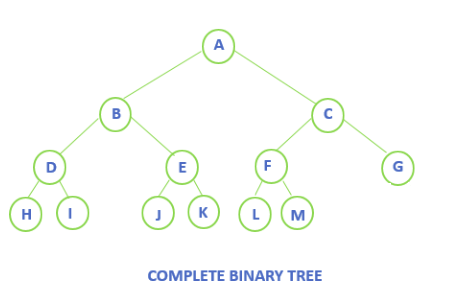 A
B C
D E F G
H I J K L M
COMPLETE BINARY TREE